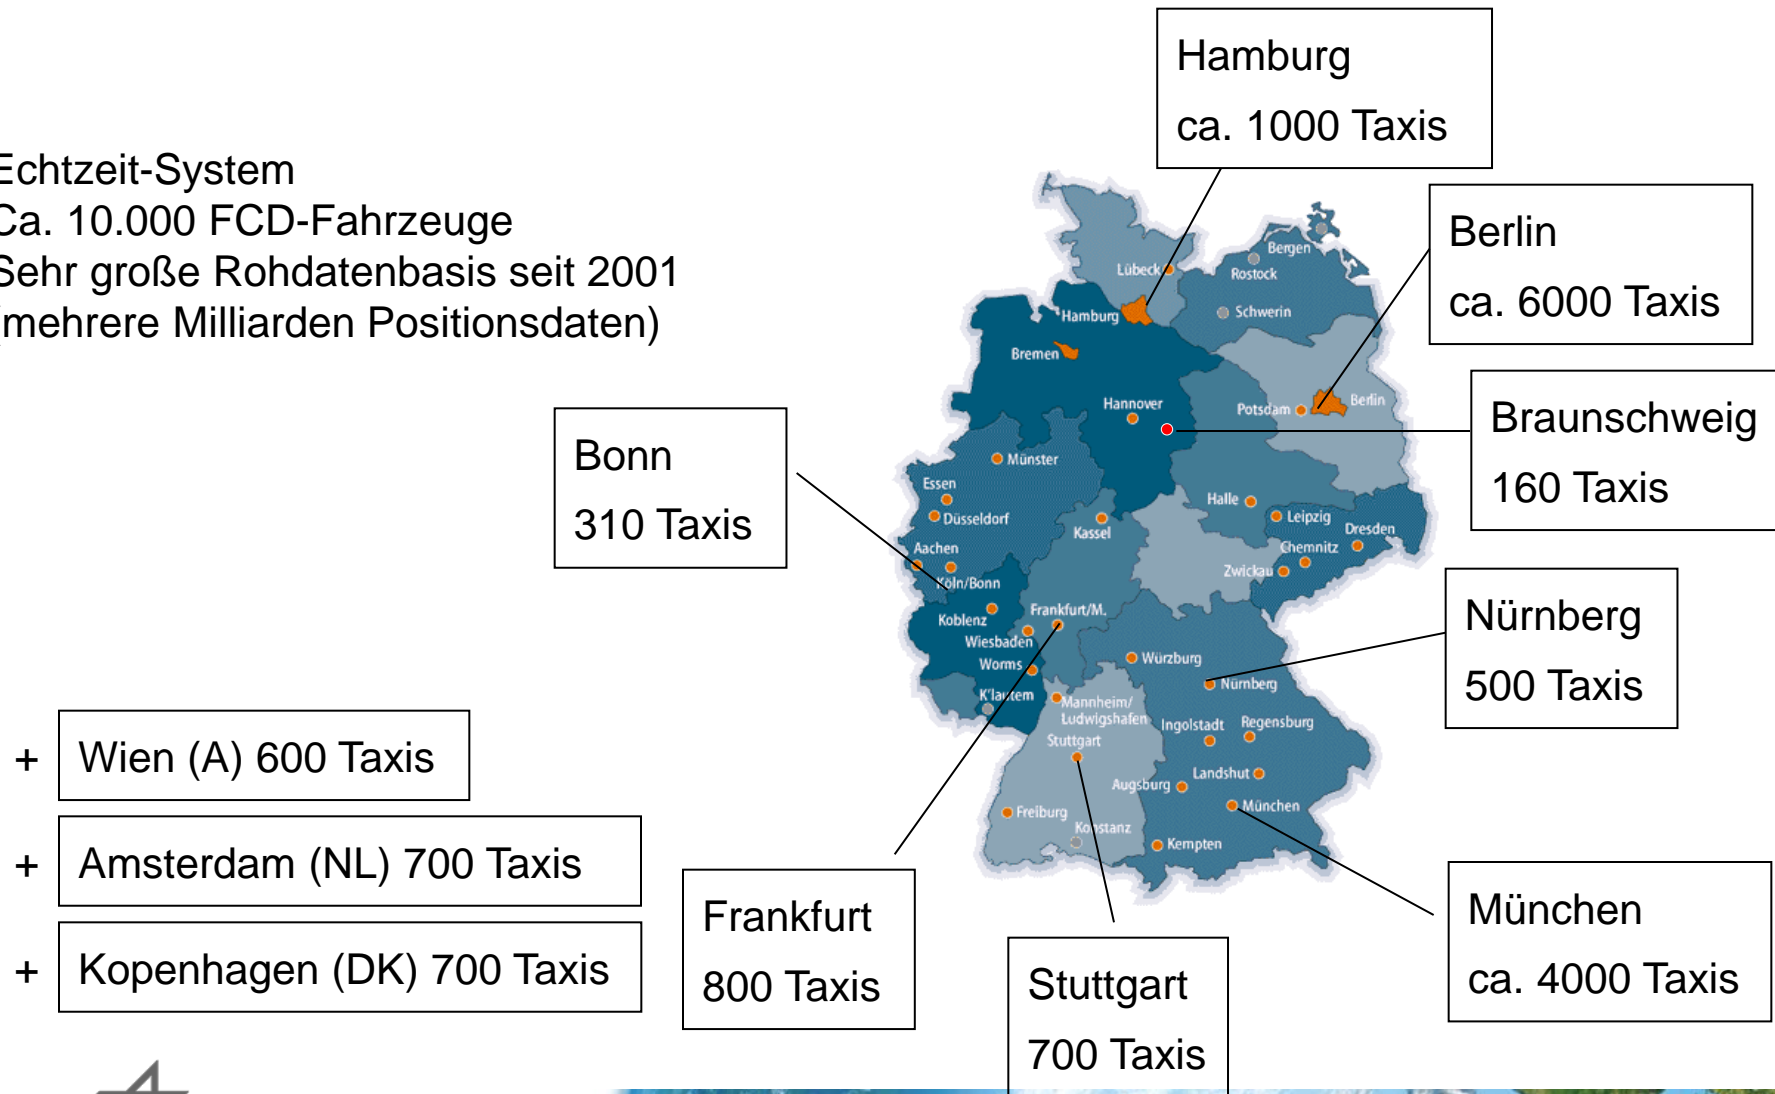 Echtzeit-System
Ca. 10.000 FCD-Fahrzeuge
Sehr große Rohdatenbasis seit 2001
(mehrere Milliarden Positionsdaten)
Hamburg
ca. 1000 Taxis
Berlin
ca. 6000 Taxis
Braunschweig
160 Taxis
Bonn
310 Taxis
Nürnberg
500 Taxis
München
ca. 4000 Taxis
Frankfurt
800 Taxis
Stuttgart
700 Taxis
+ Wien (A) 600 Taxis
+ Amsterdam (NL) 700 Taxis
+ Kopenhagen (DK) 700 Taxis
Bergen
Lübeck
Rostock
Schwerin
Hamburg
Bremen
Hannover
Potsdam
Berlin
Münster
Essen
Düsseldorf
Halle
Leipzig
Kassel
Dresden
Chemnitz
Zwickau
Aachen
Köln/Bonn
Koblenz
Frankfurt/M.
Wiesbaden
Worms
Würzburg
Nürnberg
K'lautern
Mannheim/
Ludwigshafen
Ingolstadt
Regensburg
Stuttgart
Augsburg
Landshut
München
Freiburg
Konstanz
Kempten